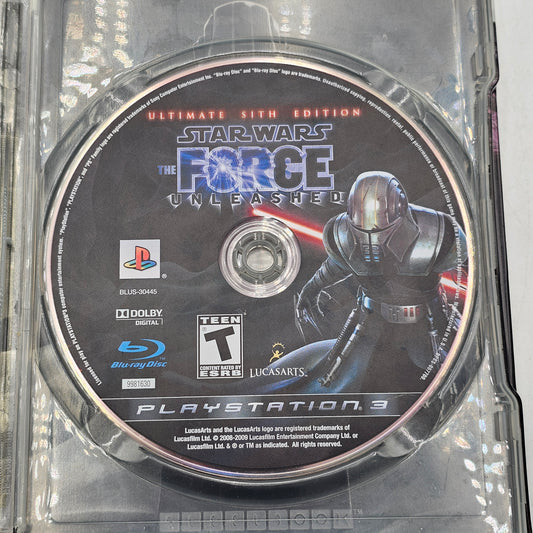 ULTIMATE SITH EDITION
STAR WARS
THE FORCE
UNLEASHED
BLUS-30445
DOLBY
DIGITAL
Blu-ray Disc
9981630
TEEN
T
CONTENT RATED BY
ESRB
LUCASARTS
PLAYSTATION 3
LucasArts and the LucasArts logo are registered trademarks of
Lucasfilm Ltd. © 2008-2009 Lucasfilm Entertainment Company Ltd. or
Lucasfilm Ltd. & ® or TM as indicated. All rights reserved.
STEELBOOK™